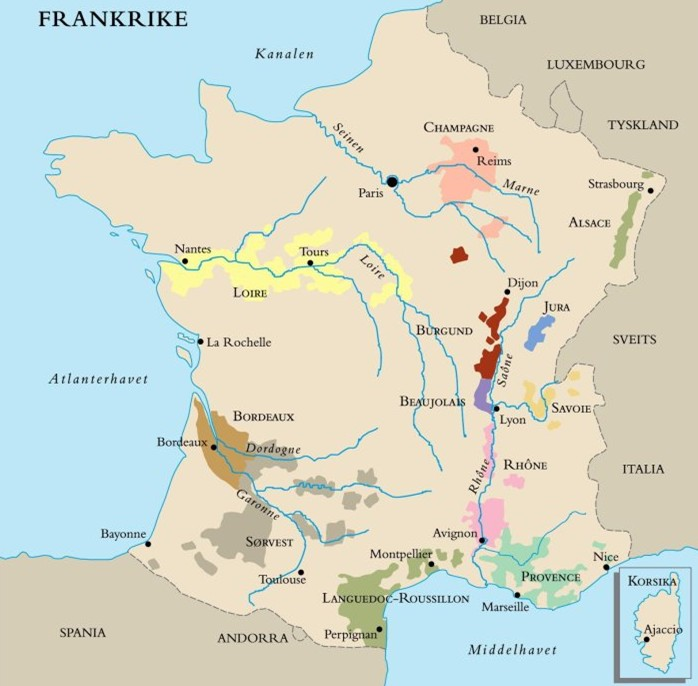 FRANKRIKE
BELGIA
Kanalen
LUXEMBOURG
TYSKLAND
CHAMPAGNE
Seinen
Reims
Paris
Marne
Strasbourg
ALSACE
Nantes
Tours
Loire
LOIRE
Dijon
JURA
BURGUND
La Rochelle
SVEITS
Saône
Atlanterhavet
BEAUJOLAIS
SAVOIE
Lyon
BORDEAUX
Bordeaux
Dordogne
RHÔNE
Rhône
ITALIA
Garonne
Avignon
SØRVEST
Bayonne
Montpellier
Nice
Toulouse
PROVENCE
KORSIKA
LANGUEDOC-ROUSSILLON
Marseille
SPANIA
ANDORRA
Perpignan
Ajaccio
Middelhavet